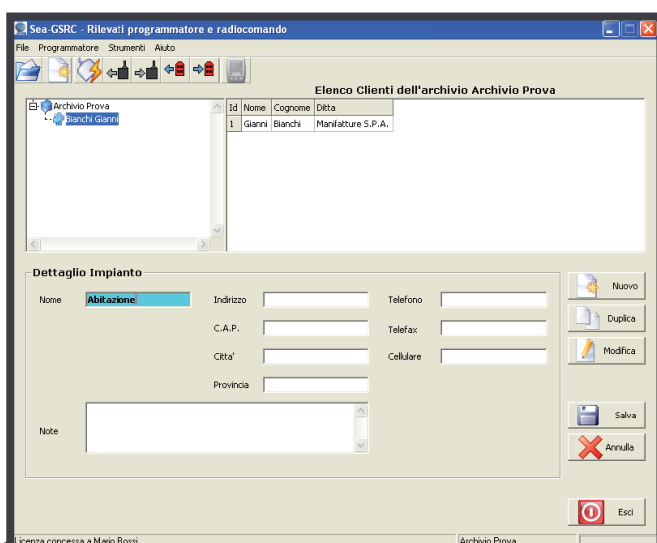 Sea-GSRC - Rilevati programmatore e radiocomando
File Programmatore Strumenti Aiuto
Elenco Clienti dell'archivio Archivio Prova
Archivio Prova
Bianchi Gianni
Id Nome Cognome Ditta
1 Gianni Bianchi Manifatture S.P.A.
Dettaglio Impianto
Nome Abitazione Indirizzo Telefono
C.A.P. Telefax
Citta' Cellulare
Provincia
Note
Nuovo
Duplica
Modifica
Salva
Annulla
Esci
Licenza concessa a Mario Rossi Archivio Prova